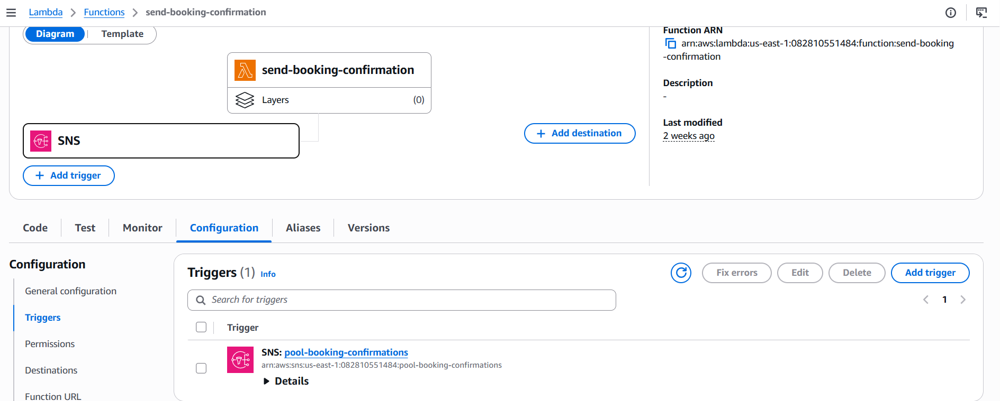 Lambda > Functions > send-booking-confirmation
Diagram | Template
send-booking-confirmation
Layers (0)
SNS
+ Add destination
+ Add trigger
Function ARN
arn:aws:lambda:us-east-1:082810551484:function:send-booking
-confirmation
Description
-
Last modified
2 weeks ago
Code
Test
Monitor
Configuration
Aliases
Versions
Configuration
General configuration
Triggers
Permissions
Destinations
Function URL
Triggers (1) Info
Fix errors
Edit
Delete
Add trigger
Search for triggers
1
Trigger
SNS: pool-booking-confirmations
arn:aws:sns:us-east-1:082810551484:pool-booking-confirmations
Details